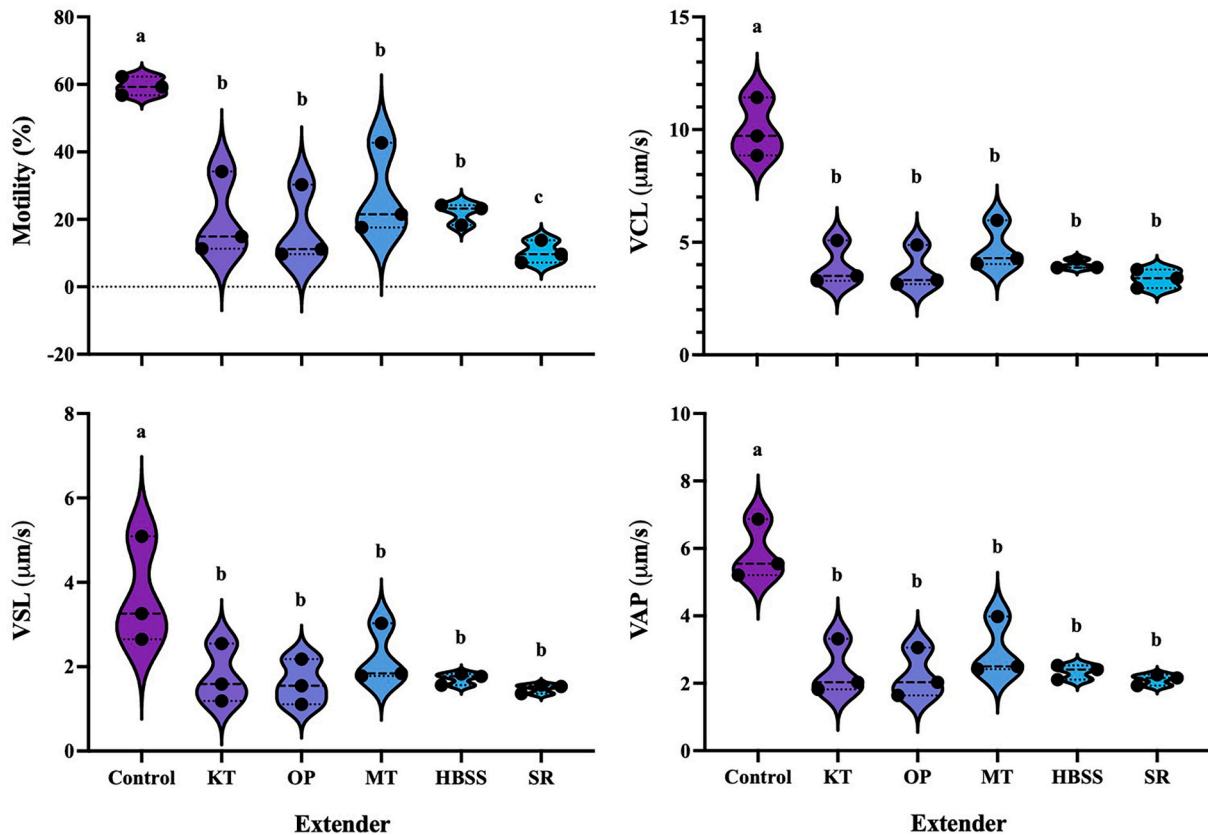 Motility (%)
80
60
40
20
0
-20
a
b
b
b
b
c
VCL (μm/s)
15
10
5
0
a
b
b
b
b
b
VSL (μm/s)
8
6
4
2
0
a
b
b
b
b
b
Control KT OP MT HBSS SR
Extender
VAP (μm/s)
10
8
6
4
2
0
a
b
b
b
b
b
Control KT OP MT HBSS SR
Extender